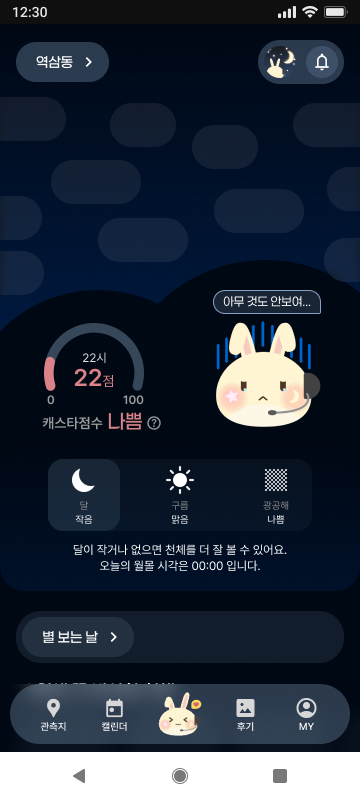 12:30
역삼동
아무 것도 안보여...
22시
22점
0 100
캐스타점수 나쁨 ?
달 구름 광공해
작음 맑음 나쁨
달이 작거나 없으면 천체를 더 잘 볼 수 있어요.
오늘의 월몰 시각은 00:00 입니다.
별 보는 날
관측지 캘린더 후기 MY